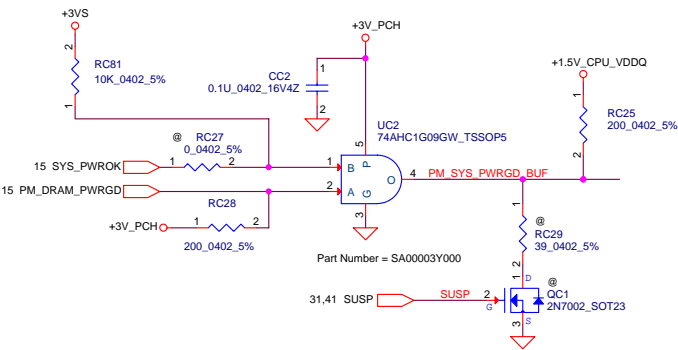 +3VS
+3V_PCH
2
RC81
10K_0402_5%
1
CC2
0.1U_0402_16V4Z
1
2
+1.5V_CPU_VDDQ
1
RC25
200_0402_5%
2
UC2
74AHC1G09GW_TSSOP5
@
RC27
0_0402_5%
15 SYS_PWROK
1
2
1
B
P
5
15 PM_DRAM_PWRGD
2
A
G
O
4
PM_SYS_PWRGD_BUF
3
RC28
+3V_PCH
1
2
200_0402_5%
Part Number = SA00003Y000
1
@
RC29
39_0402_5%
2
1
D
@
QC1
2N7002_SOT23
31,41 SUSP
SUSP
2
G
3
S